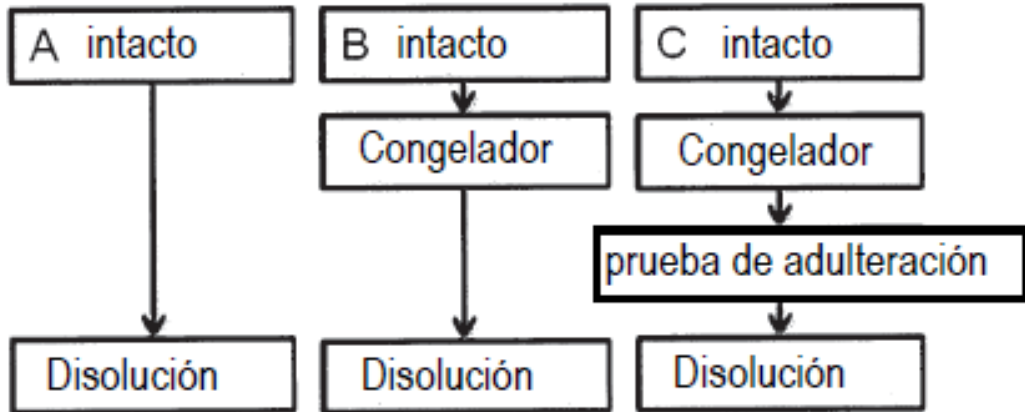 A intacto
Congelador
B intacto
C intacto
Congelador
prueba de adulteración
Disolución
Disolución
Disolución